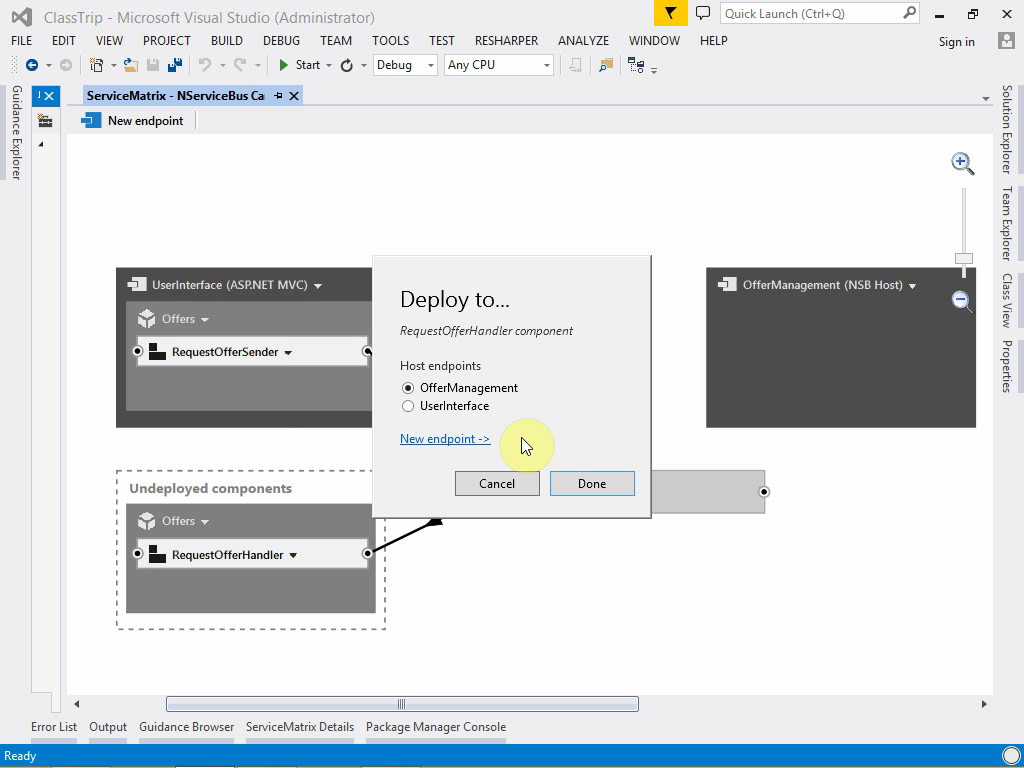 ClassTrip - Microsoft Visual Studio (Administrator)
Quick Launch (Ctrl+Q)
FILE EDIT VIEW PROJECT BUILD DEBUG TEAM TOOLS TEST RESHARPER ANALYZE WINDOW HELP Sign in
Start Debug Any CPU
Guidance Explorer
ServiceMatrix - NServiceBus Ca
New endpoint
UserInterface (ASP.NET MVC)
Offers
RequestOfferSender
OfferManagement (NSB Host)
Deploy to...
RequestOfferHandler component
Host endpoints
OfferManagement
UserInterface
New endpoint ->
Cancel Done
Undeployed components
Offers
RequestOfferHandler
Solution Explorer
Team Explorer
Class View
Properties
Error List Output Guidance Browser ServiceMatrix Details Package Manager Console
Ready